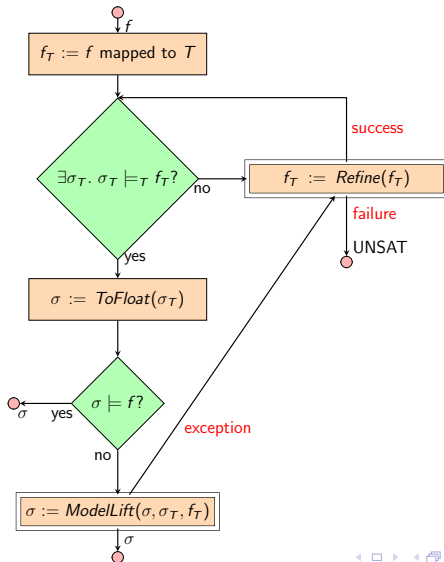 f
f_T := f mapped to T
success
∃σ_T. σ_T ⊨_T f_T?
no
f_T := Refine(f_T)
failure
UNSAT
yes
σ := ToFloat(σ_T)
σ ⊨ f?
yes
σ
exception
no
σ := ModelLift(σ, σ_T, f_T)
σ